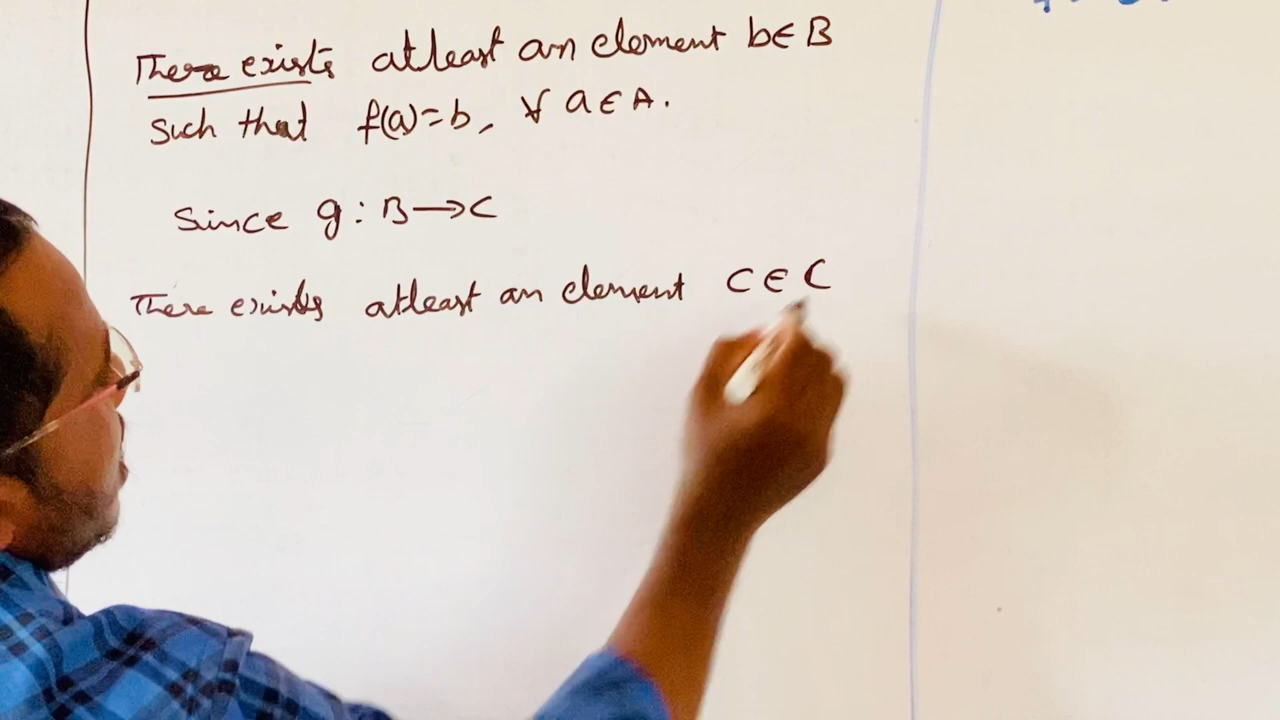 There exists atleast an element b∈B
Such that f(a)=b, ∀ a∈A.
Since g : B→C
There exists atleast an element C∈C